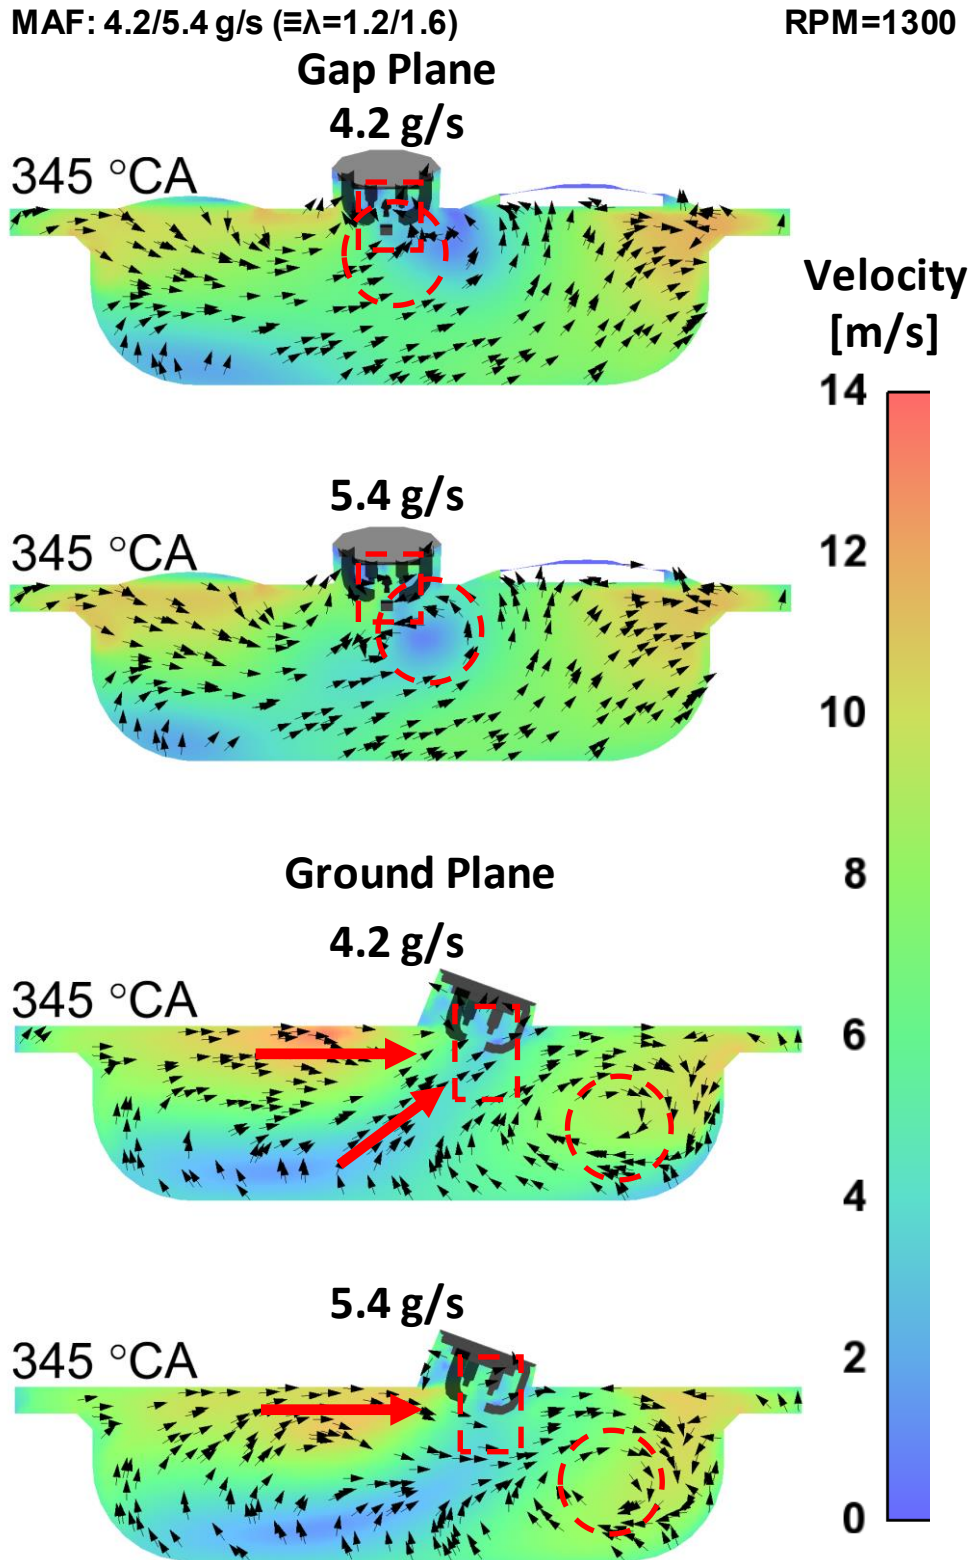 MAF: 4.2/5.4 g/s (≡λ=1.2/1.6)
RPM=1300
Gap Plane
4.2 g/s
345 °CA
Velocity
[m/s]
14
5.4 g/s
345 °CA
12
10
Ground Plane
8
4.2 g/s
345 °CA
6
4
5.4 g/s
345 °CA
2
0